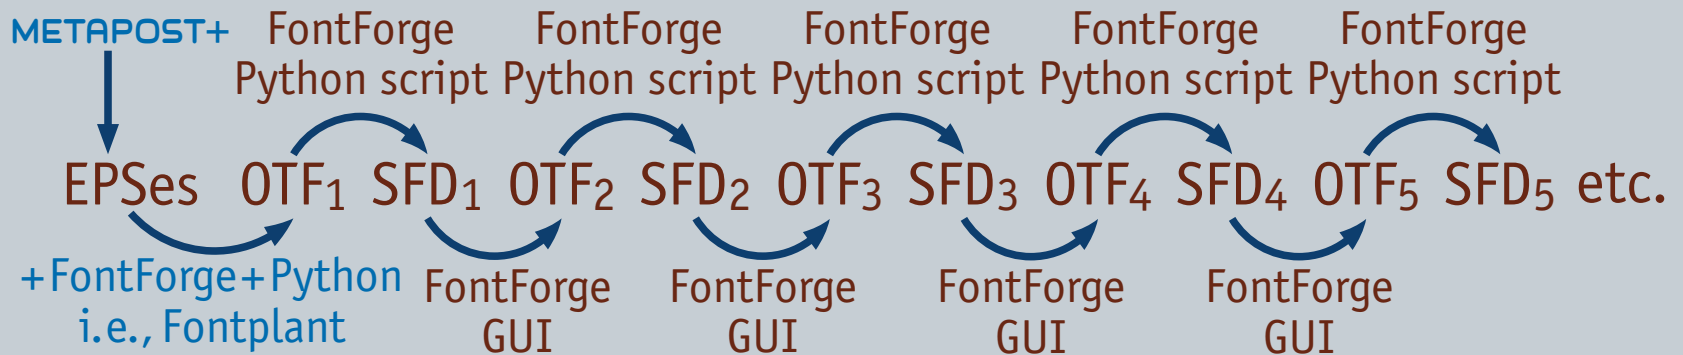 METAPOST+ FontForge FontForge FontForge FontForge FontForge
Python script Python script Python script Python script Python script
EPSes OTF1 SFD1 OTF2 SFD2 OTF3 SFD3 OTF4 SFD4 OTF5 SFD5 etc.
+FontForge+Python FontForge FontForge FontForge FontForge
i.e., Fontplant GUI GUI GUI GUI